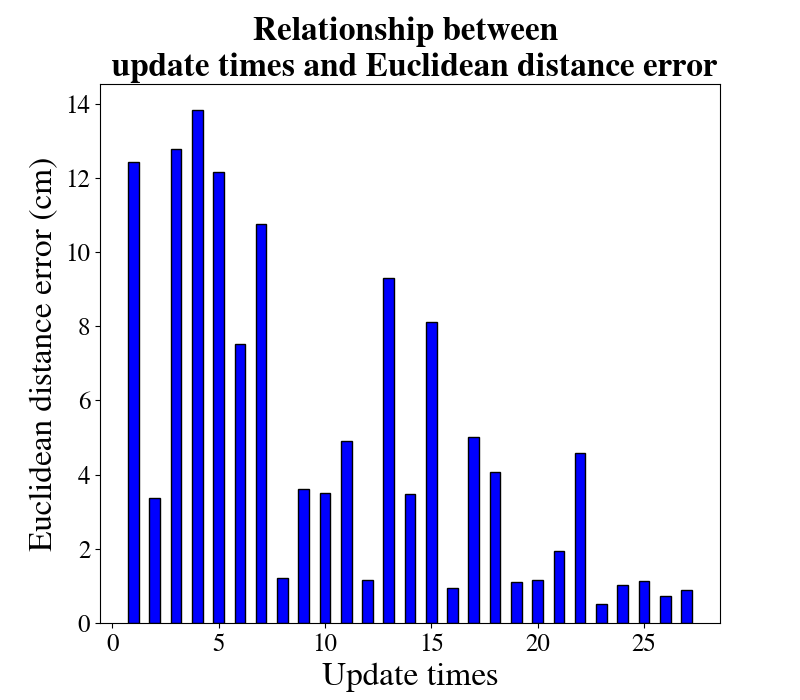 Relationship between
update times and Euclidean distance error
Euclidean distance error (cm)
14
12
10
8
6
4
2
0
0 5 10 15 20 25
Update times